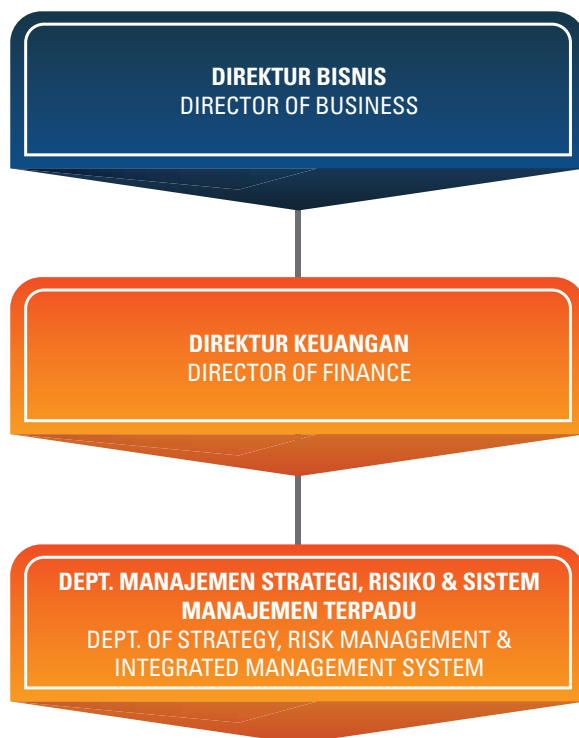 DIREKTUR BISNIS
DIRECTOR OF BUSINESS
DIREKTUR KEUANGAN
DIRECTOR OF FINANCE
DEPT. MANAJEMEN STRATEGI, RISIKO & SISTEM
MANAJEMEN TERPADU
DEPT. OF STRATEGY, RISK MANAGEMENT &
INTEGRATED MANAGEMENT SYSTEM